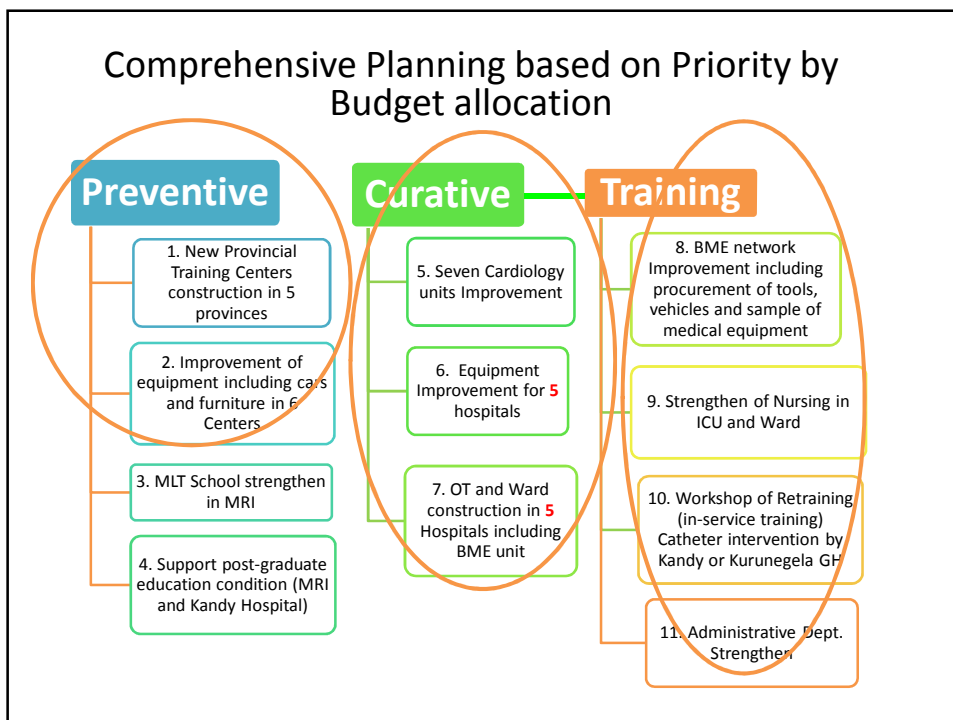 Comprehensive Planning based on Priority by
Budget allocation
Preventive
1. New Provincial
Training Centers
construction in 5
provinces
2. Improvement of
equipment including cars
and furniture in 6
Centers
3. MLT School strengthen
in MRI
4. Support post-graduate
education condition (MRI
and Kandy Hospital)
Curative
5. Seven Cardiology
units Improvement
6. Equipment
Improvement for 5
hospitals
7. OT and Ward
construction in 5
Hospitals including
BME unit
Training
8. BME network
Improvement including
procurement of tools,
vehicles and sample of
medical equipment
9. Strengthen of Nursing in
ICU and Ward
10. Workshop of Retraining
(in-service training)
Catheter intervention by
Kandy or Kurunegela GH
11. Administrative Dept.
Strengthen